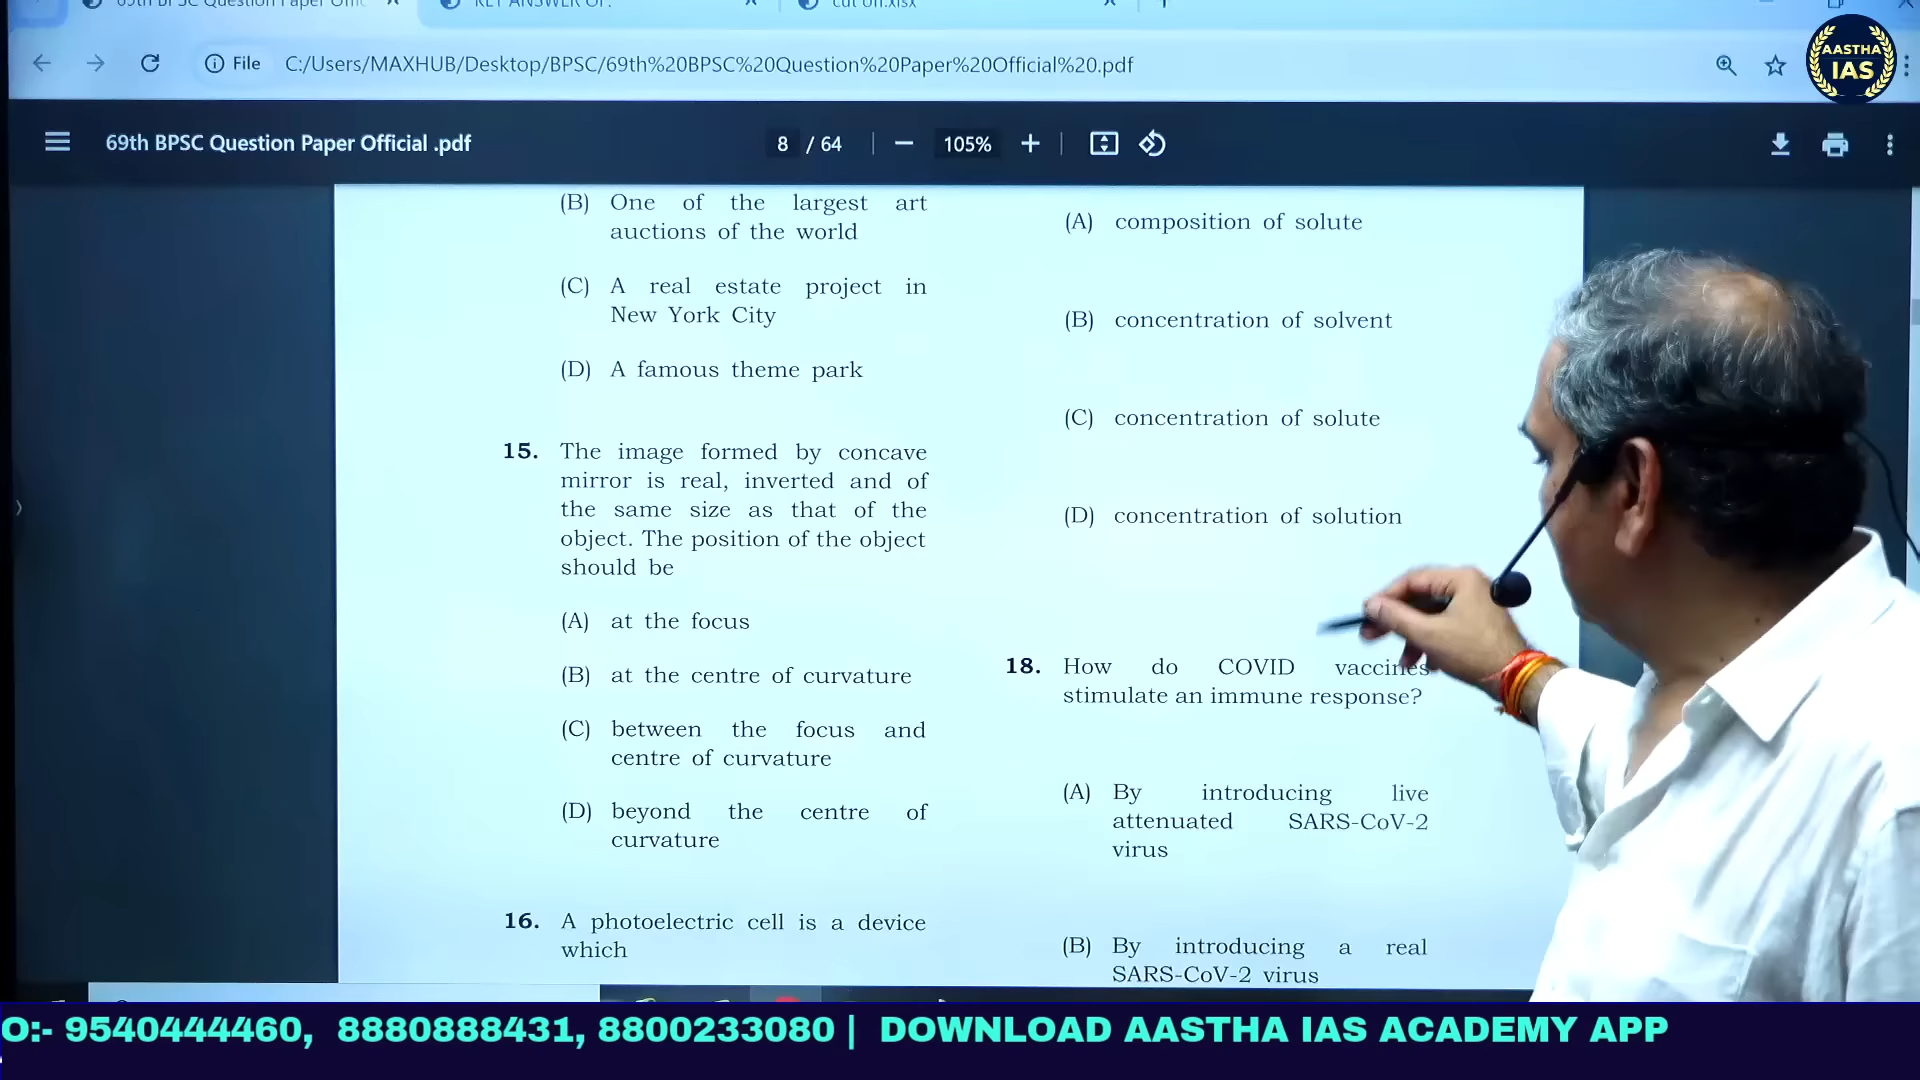 69th BPSC Question Paper Offic
KEY ANSWER OF.
cut off.xlsx
File
C:/Users/MAXHUB/Desktop/BPSC/69th%20BPSC%20Question%20Paper%20Official%20.pdf
AASTHA
IAS
69th BPSC Question Paper Official .pdf
8 / 64
105%
(B) One of the largest art
auctions of the world
(C) A real estate project in
New York City
(D) A famous theme park
15. The image formed by concave
mirror is real, inverted and of
the same size as that of the
object. The position of the object
should be
(A) at the focus
(B) at the centre of curvature
(C) between the focus and
centre of curvature
(D) beyond the centre of
curvature
16. A photoelectric cell is a device
which
(A) composition of solute
(B) concentration of solvent
(C) concentration of solute
(D) concentration of solution
18. How do COVID vaccines
stimulate an immune response?
(A) By introducing live
attenuated SARS-CoV-2
virus
(B) By introducing a real
SARS-CoV-2 virus
O:- 9540444460, 8880888431, 8800233080 | DOWNLOAD AASTHA IAS ACADEMY APP